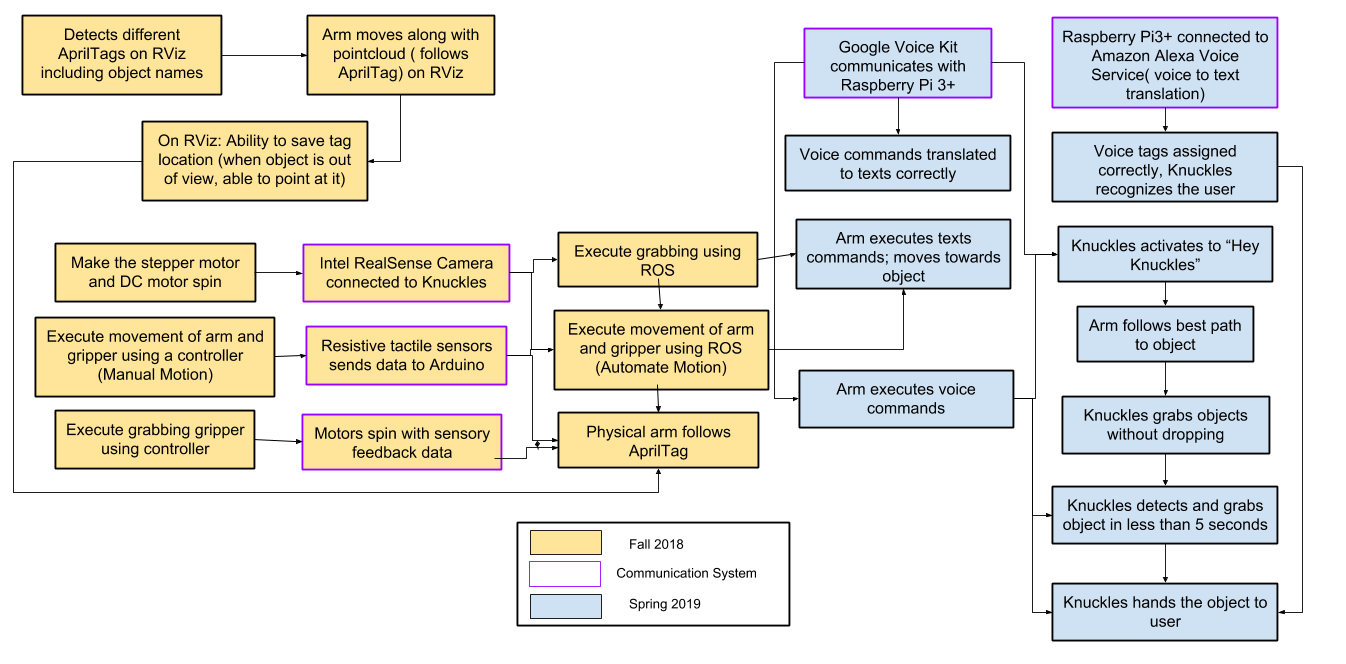 Detects different
AprilTags on RViz
including object names
Arm moves along with
pointcloud ( follows
AprilTag) on RViz
On RViz: Ability to save tag
location (when object is out
of view, able to point at it)
Make the stepper motor
and DC motor spin
Intel RealSense Camera
connected to Knuckles
Execute grabbing using
ROS
Execute movement of arm and
gripper using a controller
(Manual Motion)
Resistive tactile sensors
sends data to Arduino
Execute movement of arm
and gripper using ROS
(Automate Motion)
Execute grabbing gripper
using controller
Motors spin with sensory
feedback data
Physical arm follows
AprilTag
Google Voice Kit
communicates with
Raspberry Pi 3+
Voice commands translated
to texts correctly
Arm executes texts
commands; moves towards
object
Arm executes voice
commands
Raspberry Pi3+ connected to
Amazon Alexa Voice
Service( voice to text
translation)
Voice tags assigned
correctly, Knuckles
recognizes the user
Knuckles activates to “Hey
Knuckles”
Arm follows best path
to object
Knuckles grabs objects
without dropping
Knuckles detects and grabs
object in less than 5 seconds
Knuckles hands the object to
user
Fall 2018
Communication System
Spring 2019